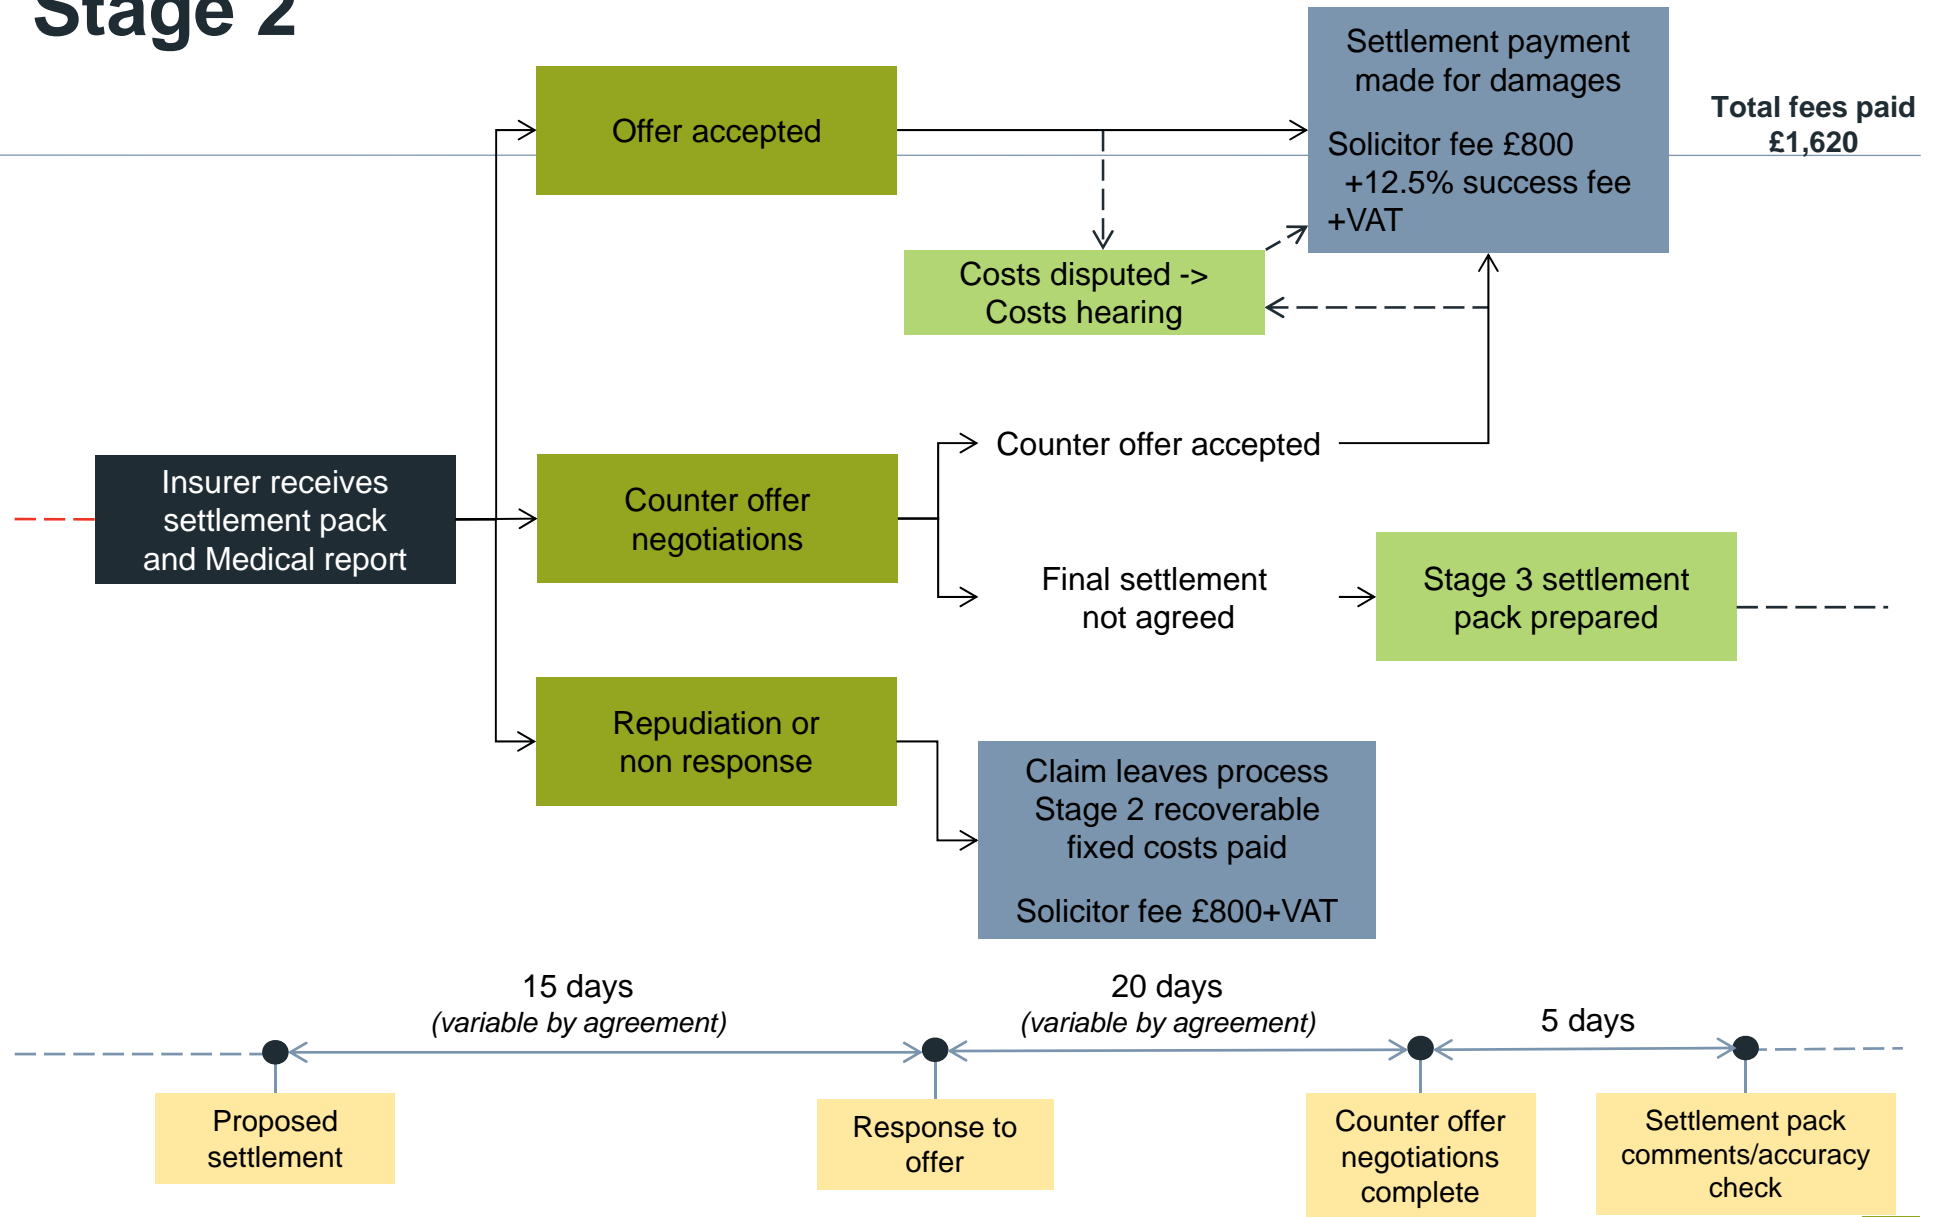 Stage 2
Settlement payment
made for damages
Solicitor fee £800
+12.5% success fee
+VAT
Total fees paid
£1,620
Offer accepted
Costs disputed ->
Costs hearing
Counter offer accepted
Insurer receives
settlement pack
and Medical report
Counter offer
negotiations
Final settlement
not agreed
Stage 3 settlement
pack prepared
Repudiation or
non response
Claim leaves process
Stage 2 recoverable
fixed costs paid
Solicitor fee £800+VAT
15 days
(variable by agreement)
20 days
(variable by agreement)
5 days
Proposed
settlement
Response to
offer
Counter offer
negotiations
complete
Settlement pack
comments/accuracy
check